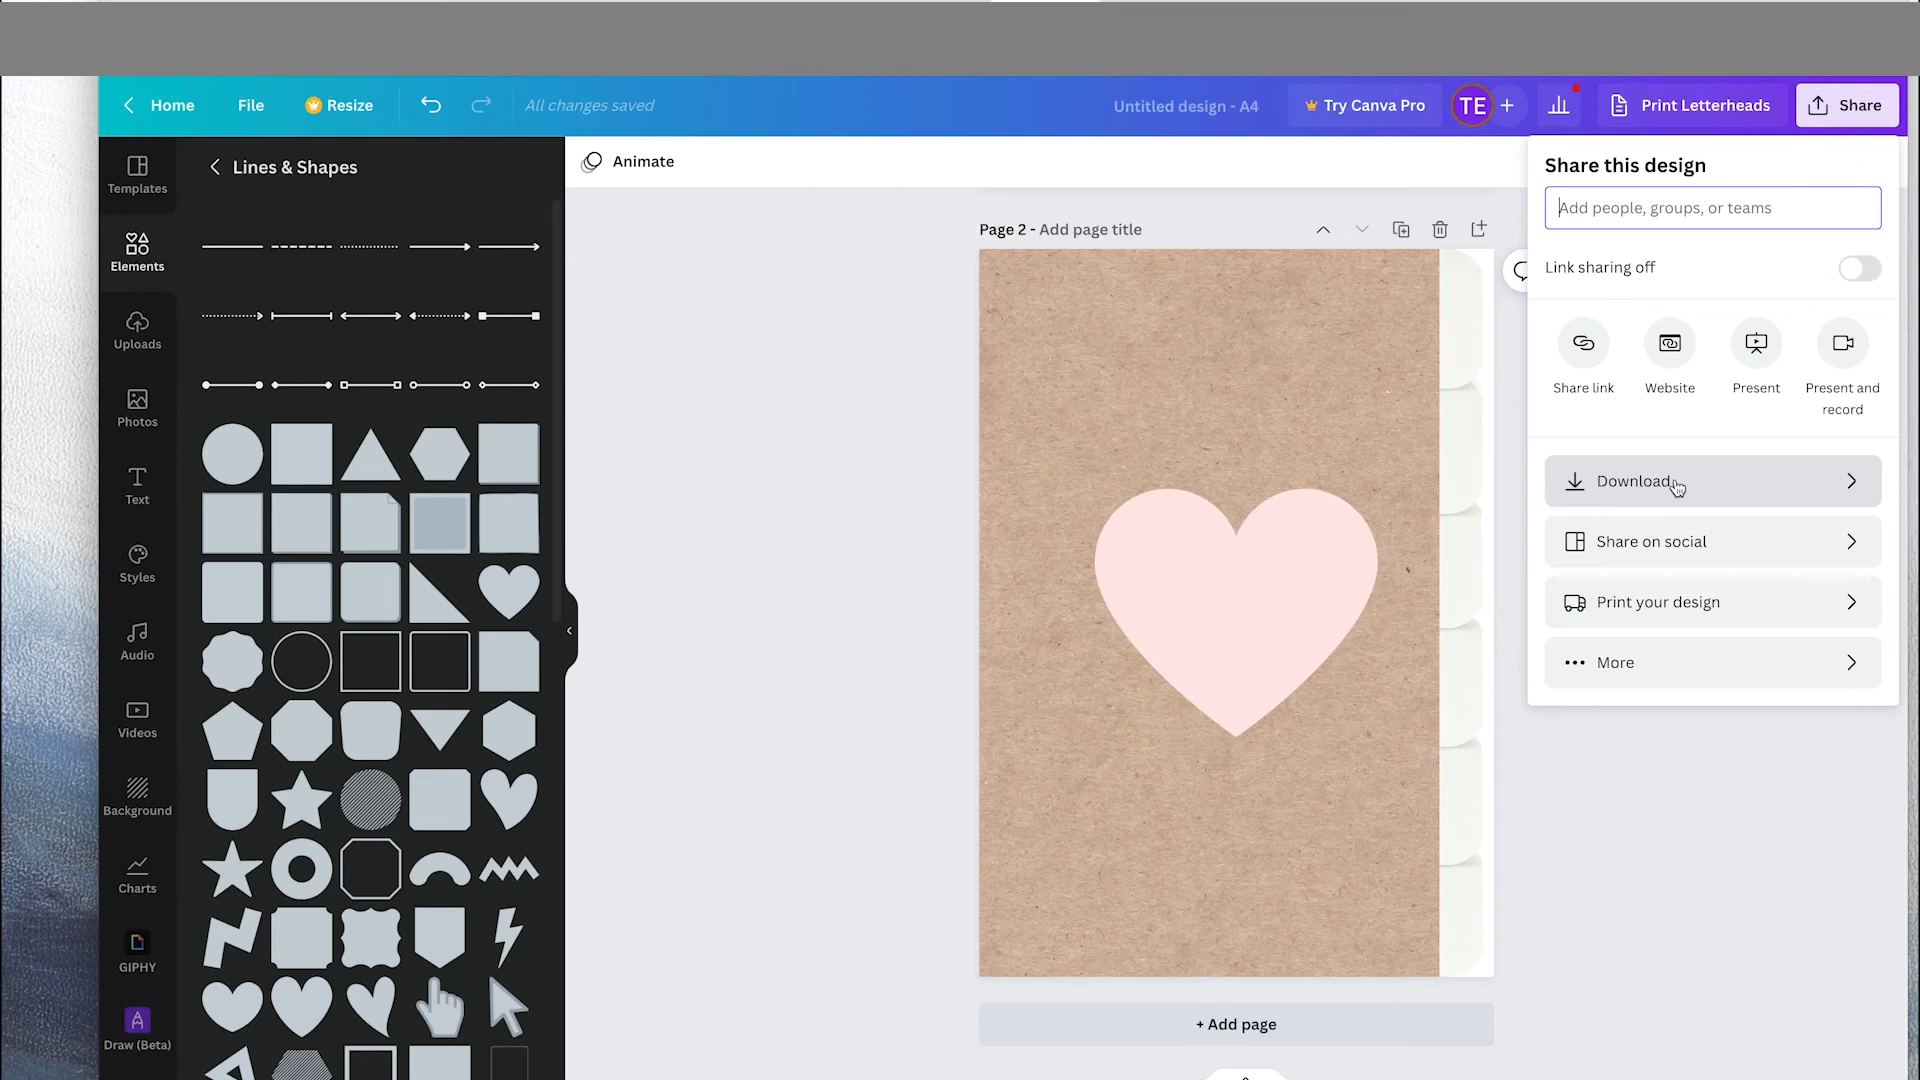 Home
File
Resize
All changes saved
Untitled design - A4
Try Canva Pro
TE
Print Letterheads
Share
Templates
Elements
Uploads
Photos
Text
Styles
Audio
Videos
Background
Charts
GIPHY
Draw (Beta)
Lines & Shapes
Animate
Page 2 - Add page title
+ Add page
Share this design
Add people, groups, or teams
Link sharing off
Share link
Website
Present
Present and
record
Download
Share on social
Print your design
More